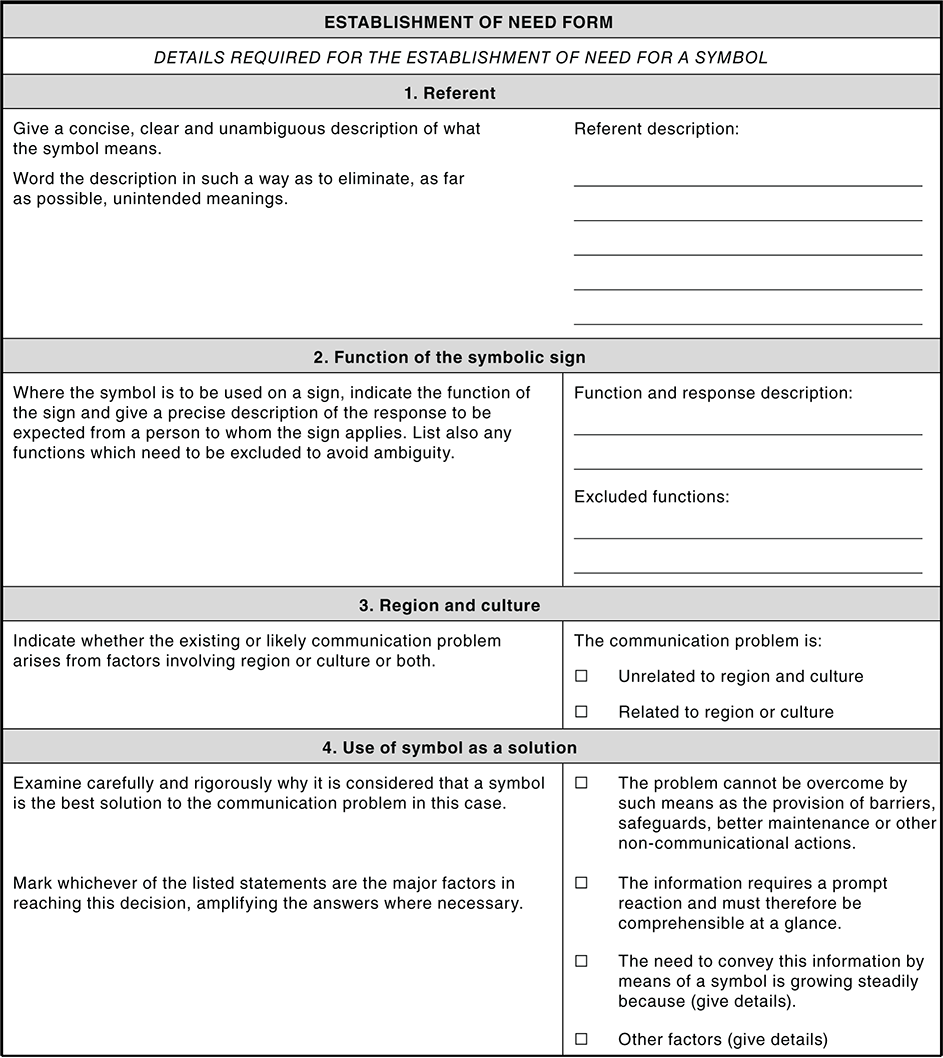 ESTABLISHMENT OF NEED FORM
DETAILS REQUIRED FOR THE ESTABLISHMENT OF NEED FOR A SYMBOL
1. Referent
Give a concise, clear and unambiguous description of what
the symbol means.
Word the description in such a way as to eliminate, as far
as possible, unintended meanings.
Referent description:
2. Function of the symbolic sign
Where the symbol is to be used on a sign, indicate the function of
the sign and give a precise description of the response to be
expected from a person to whom the sign applies. List also any
functions which need to be excluded to avoid ambiguity.
Function and response description:
Excluded functions:
3. Region and culture
Indicate whether the existing or likely communication problem
arises from factors involving region or culture or both.
The communication problem is:
Unrelated to region and culture
Related to region or culture
4. Use of symbol as a solution
Examine carefully and rigorously why it is considered that a symbol
is the best solution to the communication problem in this case.
Mark whichever of the listed statements are the major factors in
reaching this decision, amplifying the answers where necessary.
The problem cannot be overcome by
such means as the provision of barriers,
safeguards, better maintenance or other
non-communicational actions.
The information requires a prompt
reaction and must therefore be
comprehensible at a glance.
The need to convey this information by
means of a symbol is growing steadily
because (give details).
Other factors (give details)